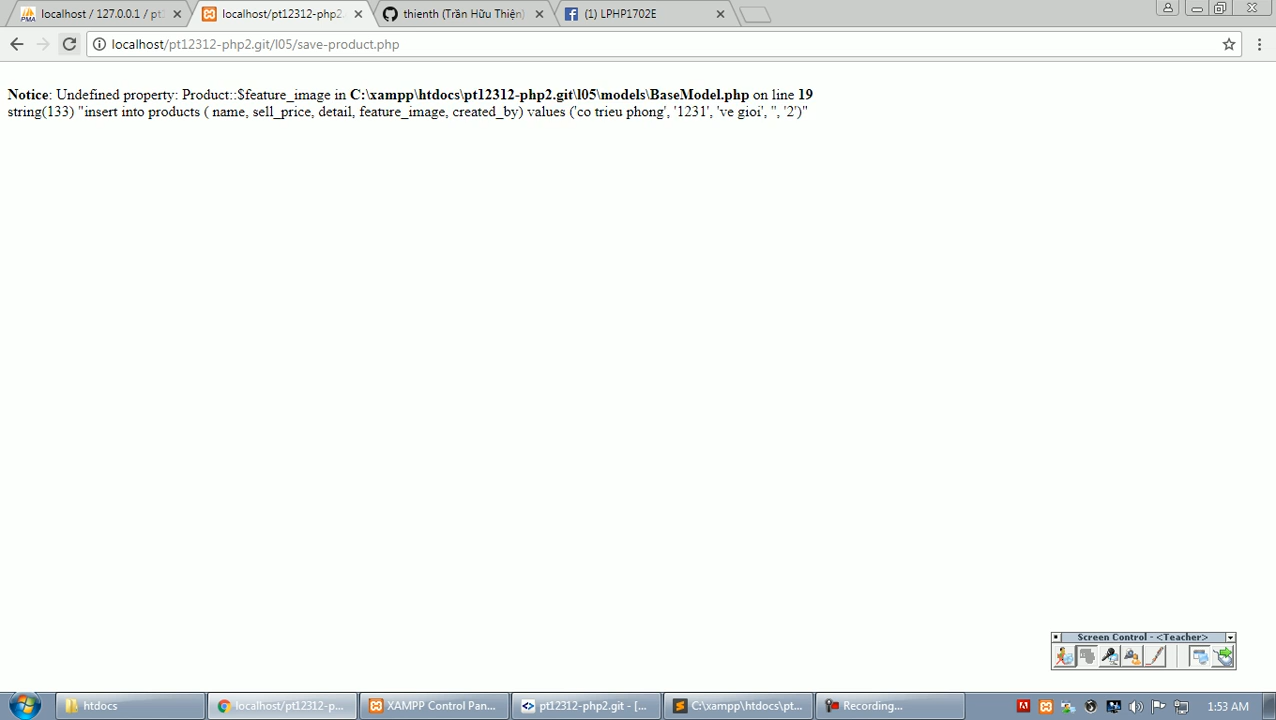 localhost / 127.0.0.1 / pt
localhost/pt12312-php2.
thienth (Trần Hữu Thiện)
(1) LPHP1702E
localhost/pt12312-php2.git/l05/save-product.php
Notice: Undefined property: Product::$feature_image in C:\xampp\htdocs\pt12312-php2.git\l05\models\BaseModel.php on line 19
string(133) "insert into products ( name, sell_price, detail, feature_image, created_by) values ('co trieu phong', '1231', 've gioi', '', '2')"
Screen Control - <Teacher>
htdocs
localhost/pt12312-p...
XAMPP Control Pan...
pt12312-php2.git - [...
C:\xampp\htdocs\pt...
Recording...
1:53 AM